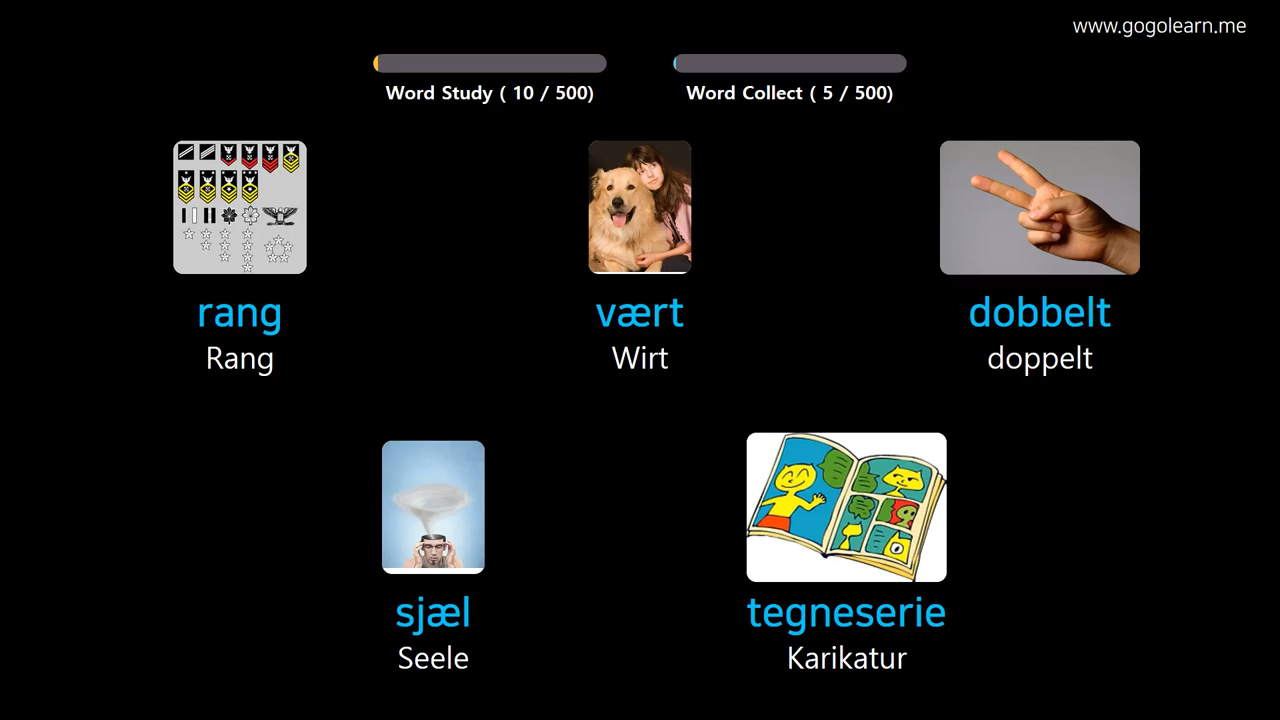 www.gogolearn.me
Word Study ( 10 / 500)
Word Collect ( 5 / 500)
rang
Rang
vært
Wirt
dobbelt
doppelt
sjæl
Seele
tegneserie
Karikatur